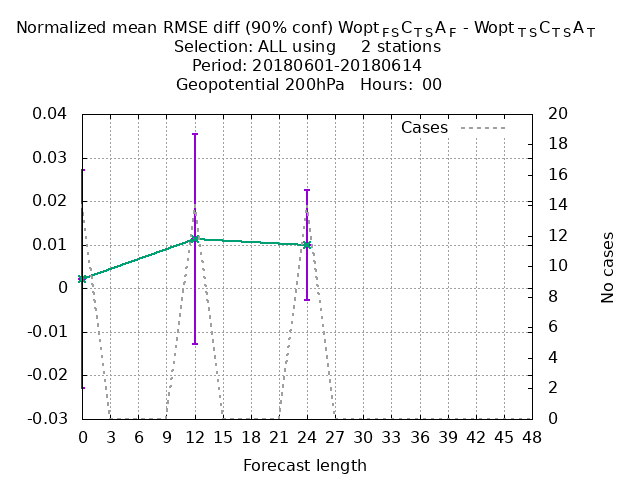 Normalized mean RMSE diff (90% conf) Wopt FS C TS A F - Wopt TS C TS A T
Selection: ALL using 2 stations
Period: 20180601-20180614
Geopotential 200hPa Hours: 00
Cases
0.04
0.03
0.02
0.01
0
-0.01
-0.02
-0.03
20
18
16
14
12
10
8
6
4
2
0
No cases
0 3 6 9 12 15 18 21 24 27 30 33 36 39 42 45 48
Forecast length